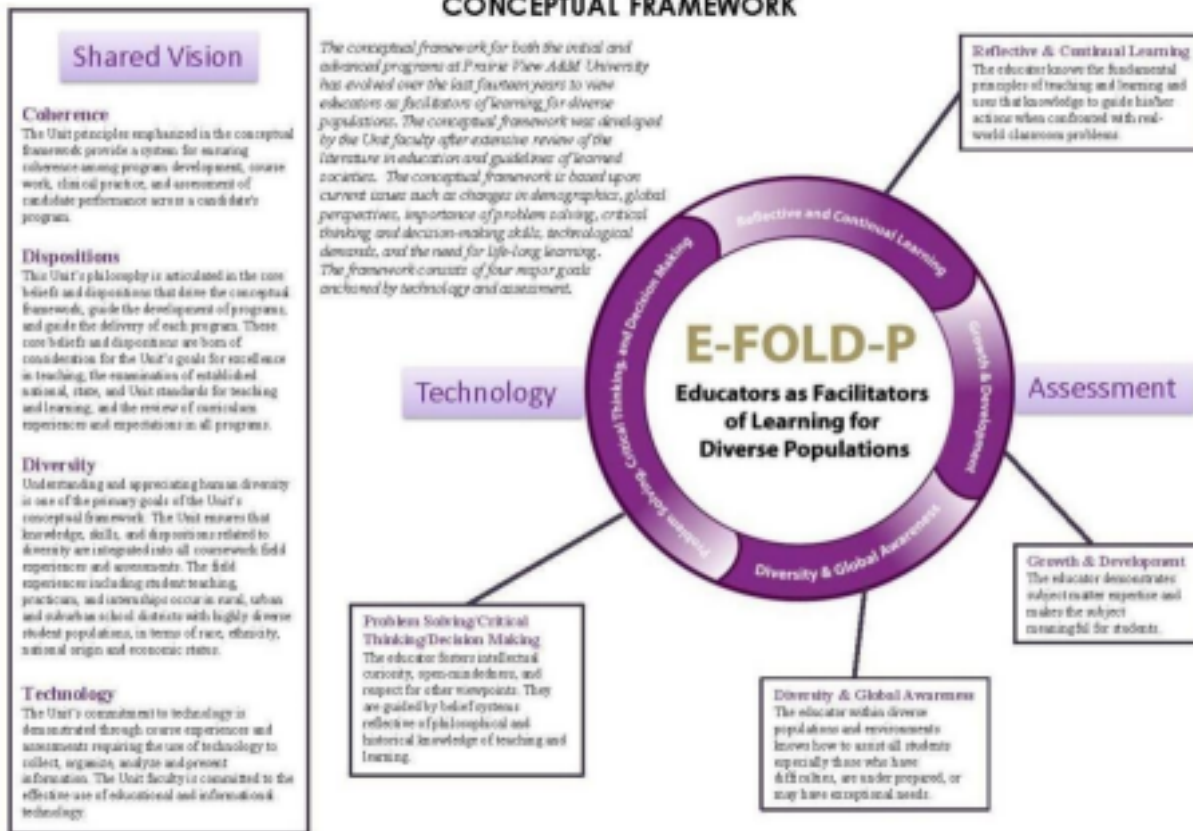 CONCEPTUAL FRAMEWORK
Shared Vision
Coherence
The Unit principles emphasized in the conceptual
framework provide a system for ensuring
coherence among program development, course
work, clinical practice, and assessment of
candidate performance across a candidate's
program.
Dispositions
This Unit's philosophy is articulated in the core
beliefs and dispositions that drive the conceptual
framework, guide the development of programs,
and guide the delivery of each program. These
core beliefs and dispositions are born of
consideration for the Unit's goals for excellence
in teaching, the examination of established
national, state, and Unit standards for teaching
and learning, and the review of curriculum
experiences and expectations in all programs.
Diversity
Understanding and appreciating human diversity
is one of the primary goals of the Unit's
conceptual framework. The Unit ensures that
knowledge, skills, and dispositions related to
diversity are integrated into all coursework field
experiences and assessments. The field
experiences including student teaching,
practicum, and internships occur in rural, urban
and suburban school districts with highly diverse
student populations, in terms of race, ethnicity,
national origin and economic status.
Technology
The Unit's commitment to technology is
demonstrated through course experiences and
assessments requiring the use of technology to
collect, organize, analyze and present
information. The Unit faculty is committed to the
effective use of educational and informational
technology.
The conceptual framework for both the initial and
advanced programs at Prairie View A&M University
has evolved over the last fourteen years to view
educators as facilitators of learning for diverse
populations. The conceptual framework was developed
by the Unit faculty after extensive review of the
literature in education and guidelines of learned
societies. The conceptual framework is based upon
current issues such as changes in demographics, global
perspectives, importance of problem solving, critical
thinking and decision-making skills, technological
demands, and the need for life-long learning.
The framework consists of four major goals
anchored by technology and assessment.
Technology
Reflective and Continual Learning
Growth & Development
Diversity & Global Awareness
Problem Solving, Critical Thinking, and Decision Making
E-FOLD-P
Educators as Facilitators
of Learning for
Diverse Populations
Assessment
Reflective & Continual Learning
The educator knows the fundamental
principles of teaching and learning and
uses that knowledge to guide his/her
actions when confronted with real-
world classroom problems.
Growth & Development
The educator demonstrates
subject matter expertise and
makes the subject
meaningful for students.
Diversity & Global Awareness
The educator within diverse
populations and environments
knows how to assist all students
especially those who have
difficulties, are under prepared, or
may have exceptional needs.
Problem Solving/Critical
Thinking/Decision Making
The educator fosters intellectual
curiosity, open-mindedness, and
respect for other viewpoints. They
are guided by belief systems
reflective of philosophical and
historical knowledge of teaching and
learning.